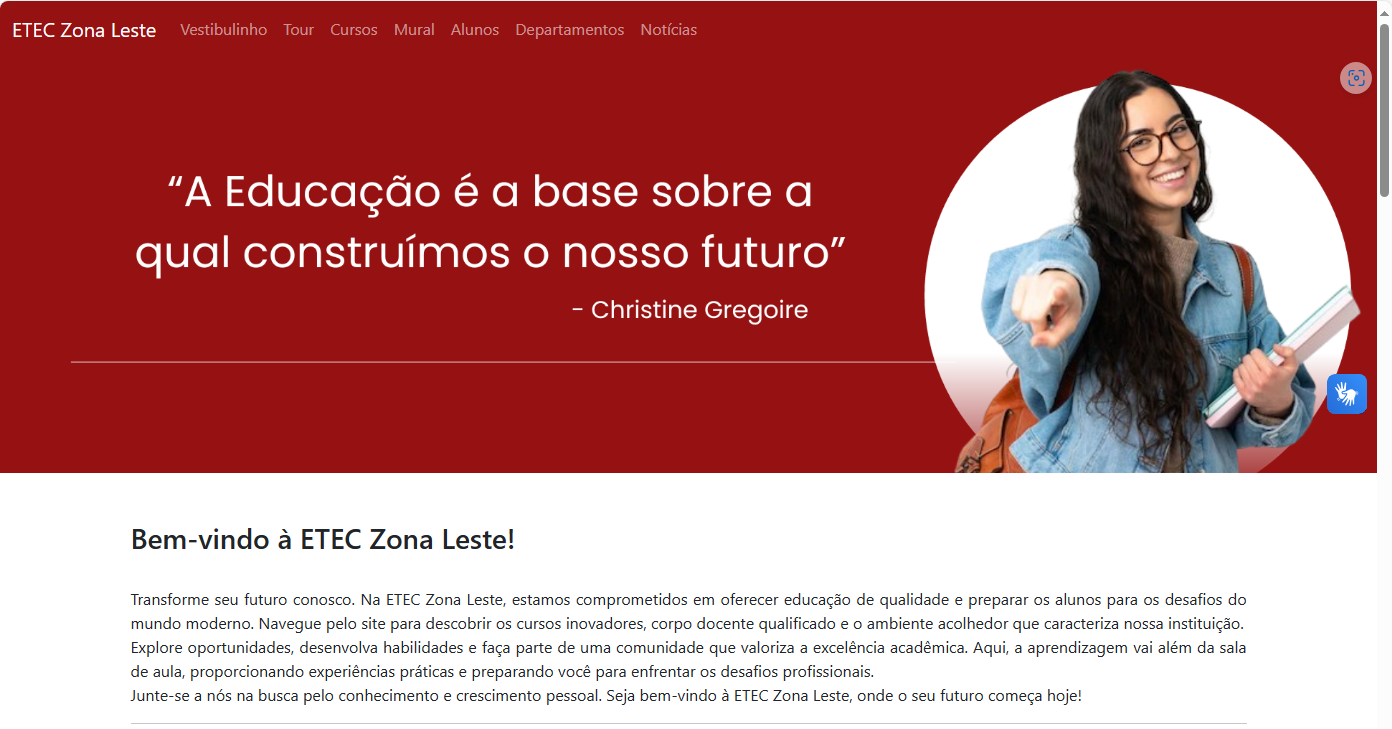 ETEC Zona Leste Vestibulinho Tour Cursos Mural Alunos Departamentos Notícias
“A Educação é a base sobre a
qual construímos o nosso futuro”
- Christine Gregoire
Bem-vindo à ETEC Zona Leste!
Transforme seu futuro conosco. Na ETEC Zona Leste, estamos comprometidos em oferecer educação de qualidade e preparar os alunos para os desafios do
mundo moderno. Navegue pelo site para descobrir os cursos inovadores, corpo docente qualificado e o ambiente acolhedor que caracteriza nossa instituição.
Explore oportunidades, desenvolva habilidades e faça parte de uma comunidade que valoriza a excelência acadêmica. Aqui, a aprendizagem vai além da sala
de aula, proporcionando experiências práticas e preparando você para enfrentar os desafios profissionais.
Junte-se a nós na busca pelo conhecimento e crescimento pessoal. Seja bem-vindo à ETEC Zona Leste, onde o seu futuro começa hoje!